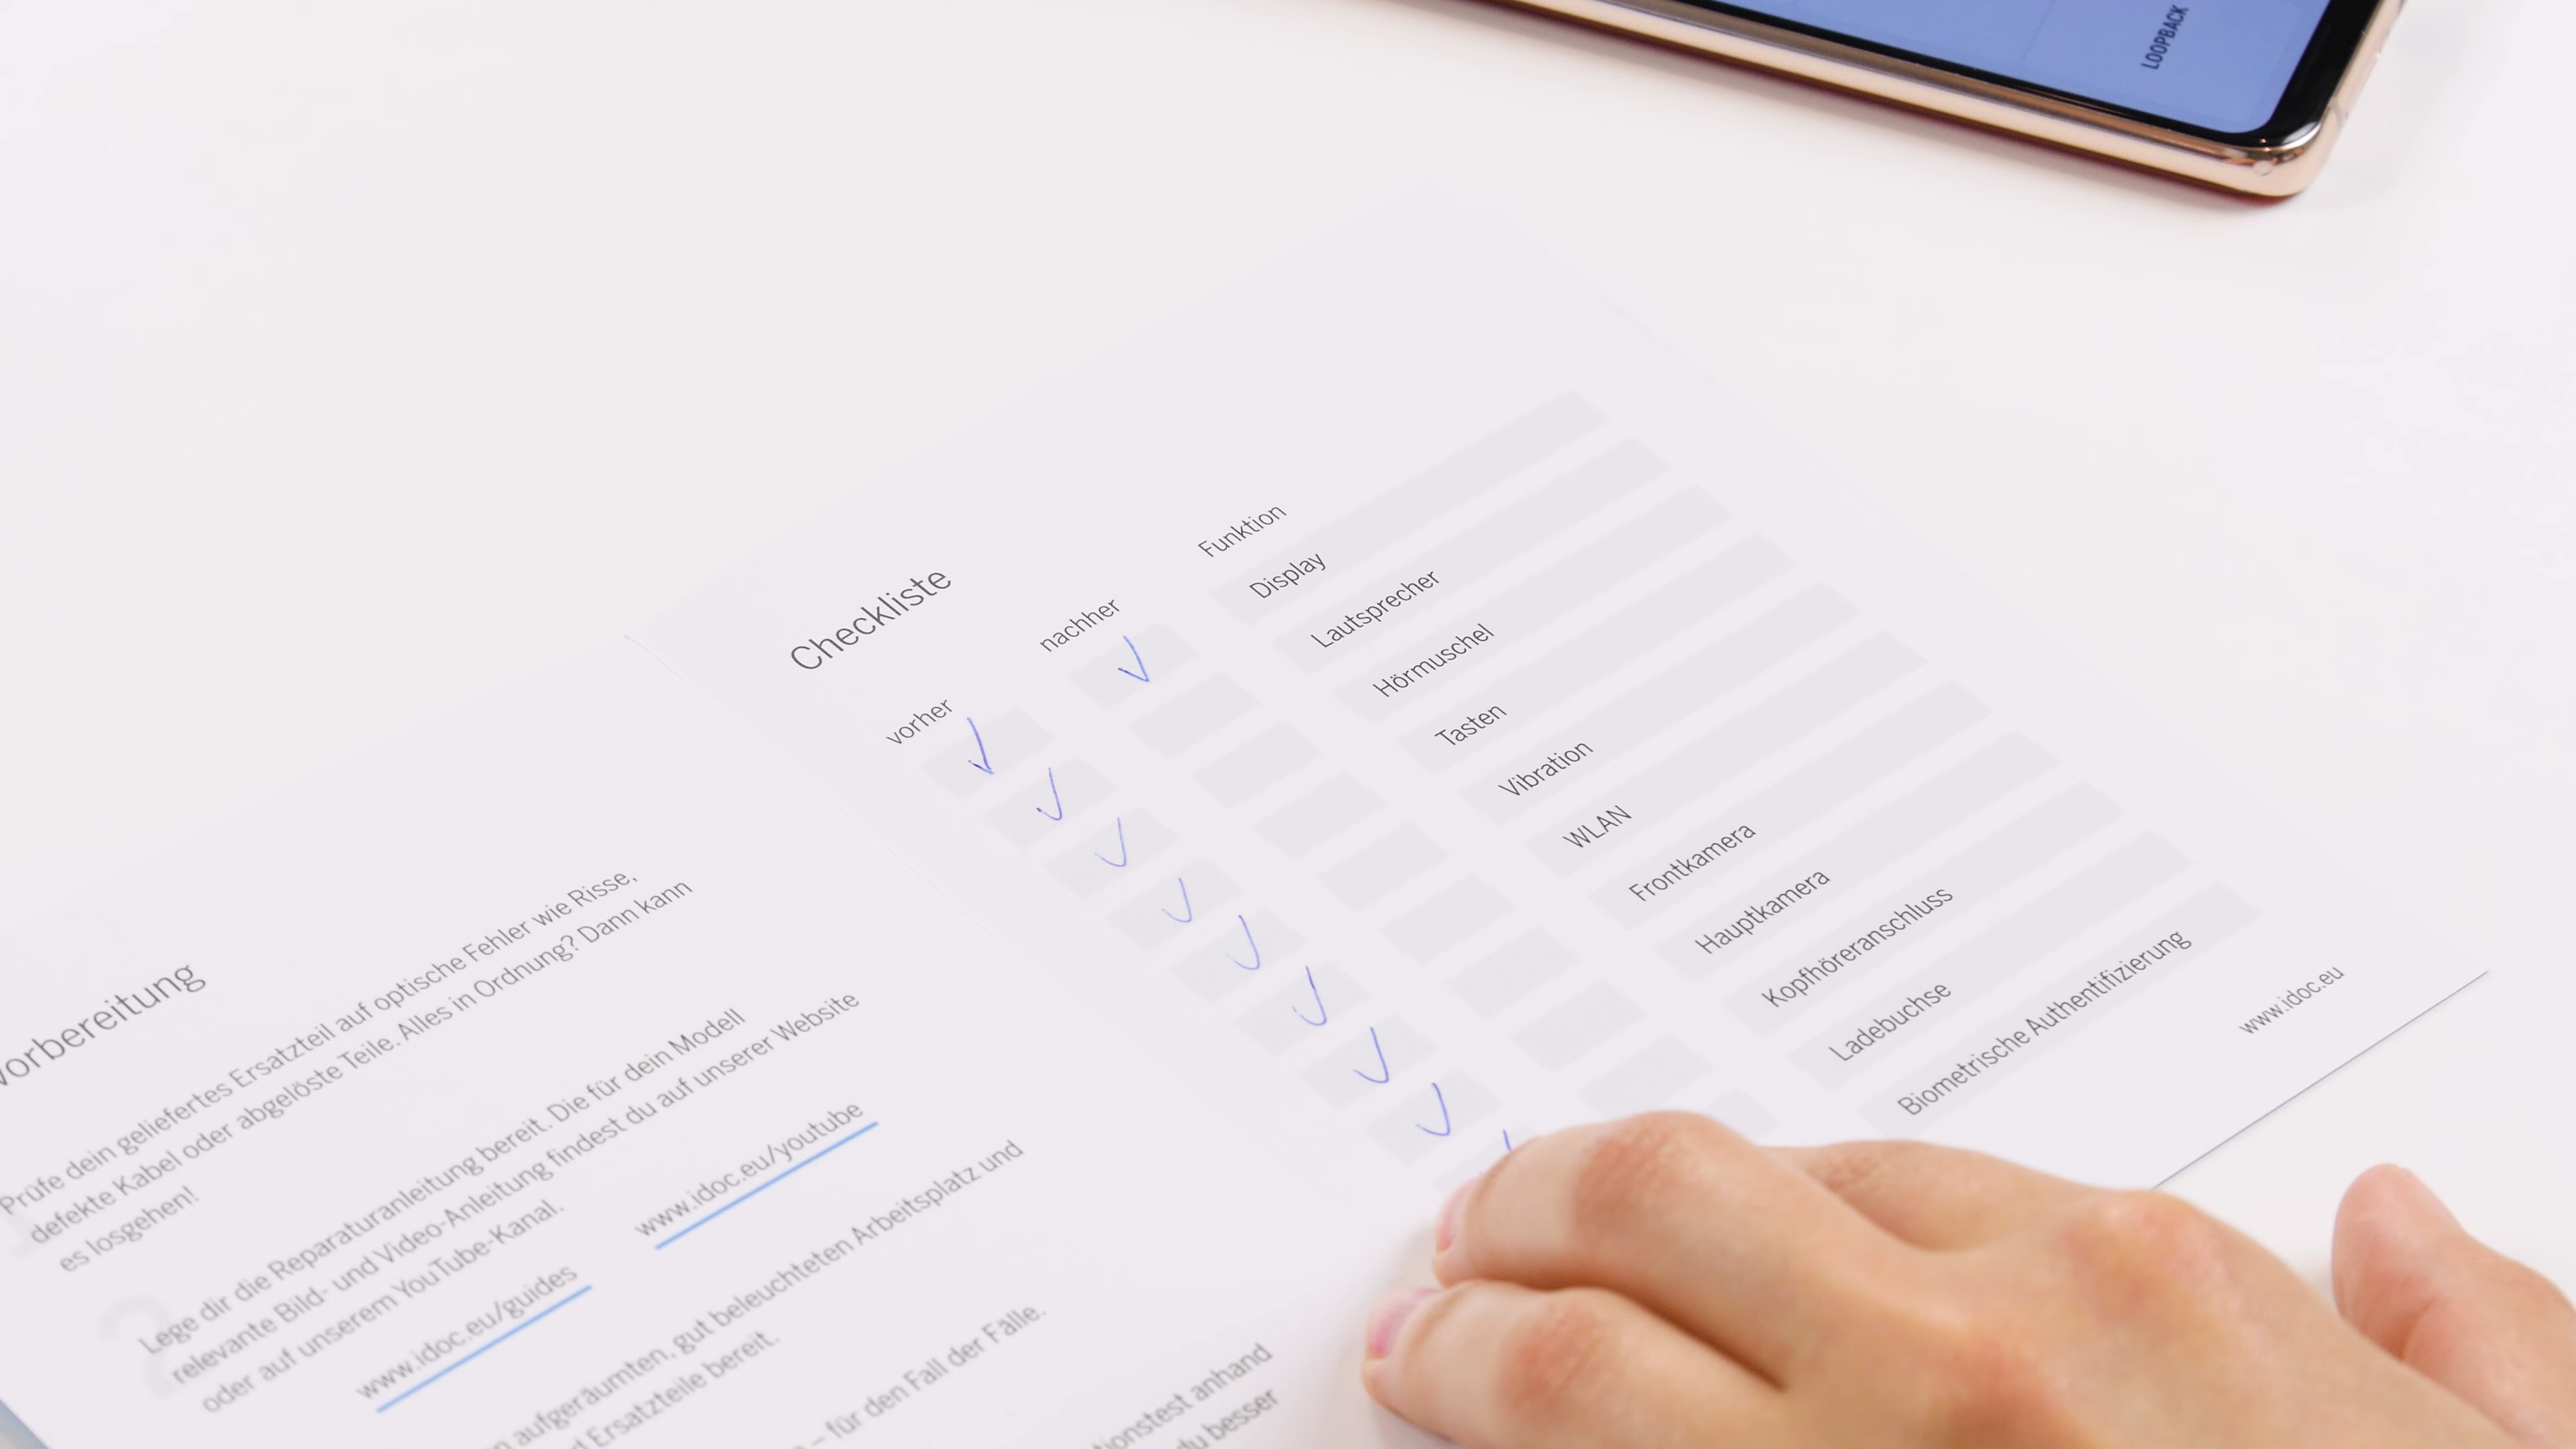 Vorbereitung
Prüfe dein geliefertes Ersatzteil auf optische Fehler wie Risse,
defekte Kabel oder abgelöste Teile. Alles in Ordnung? Dann kann
es losgehen!
2
Lege dir die Reparaturanleitung bereit. Die für dein Modell
relevante Bild- und Video-Anleitung findest du auf unserer Website
oder auf unserem YouTube-Kanal.
www.idoc.eu/guides www.idoc.eu/youtube
aufgeräumten, gut beleuchteten Arbeitsplatz und
Ersatzteile bereit.
– für den Fall der Fälle.
anhand
du besser
Checkliste
vorher nachher Funktion
Display
Lautsprecher
Hörmuschel
Tasten
Vibration
WLAN
Frontkamera
Hauptkamera
Kopfhöreranschluss
Ladebuchse
Biometrische Authentifizierung
www.idoc.eu
LOOPBACK